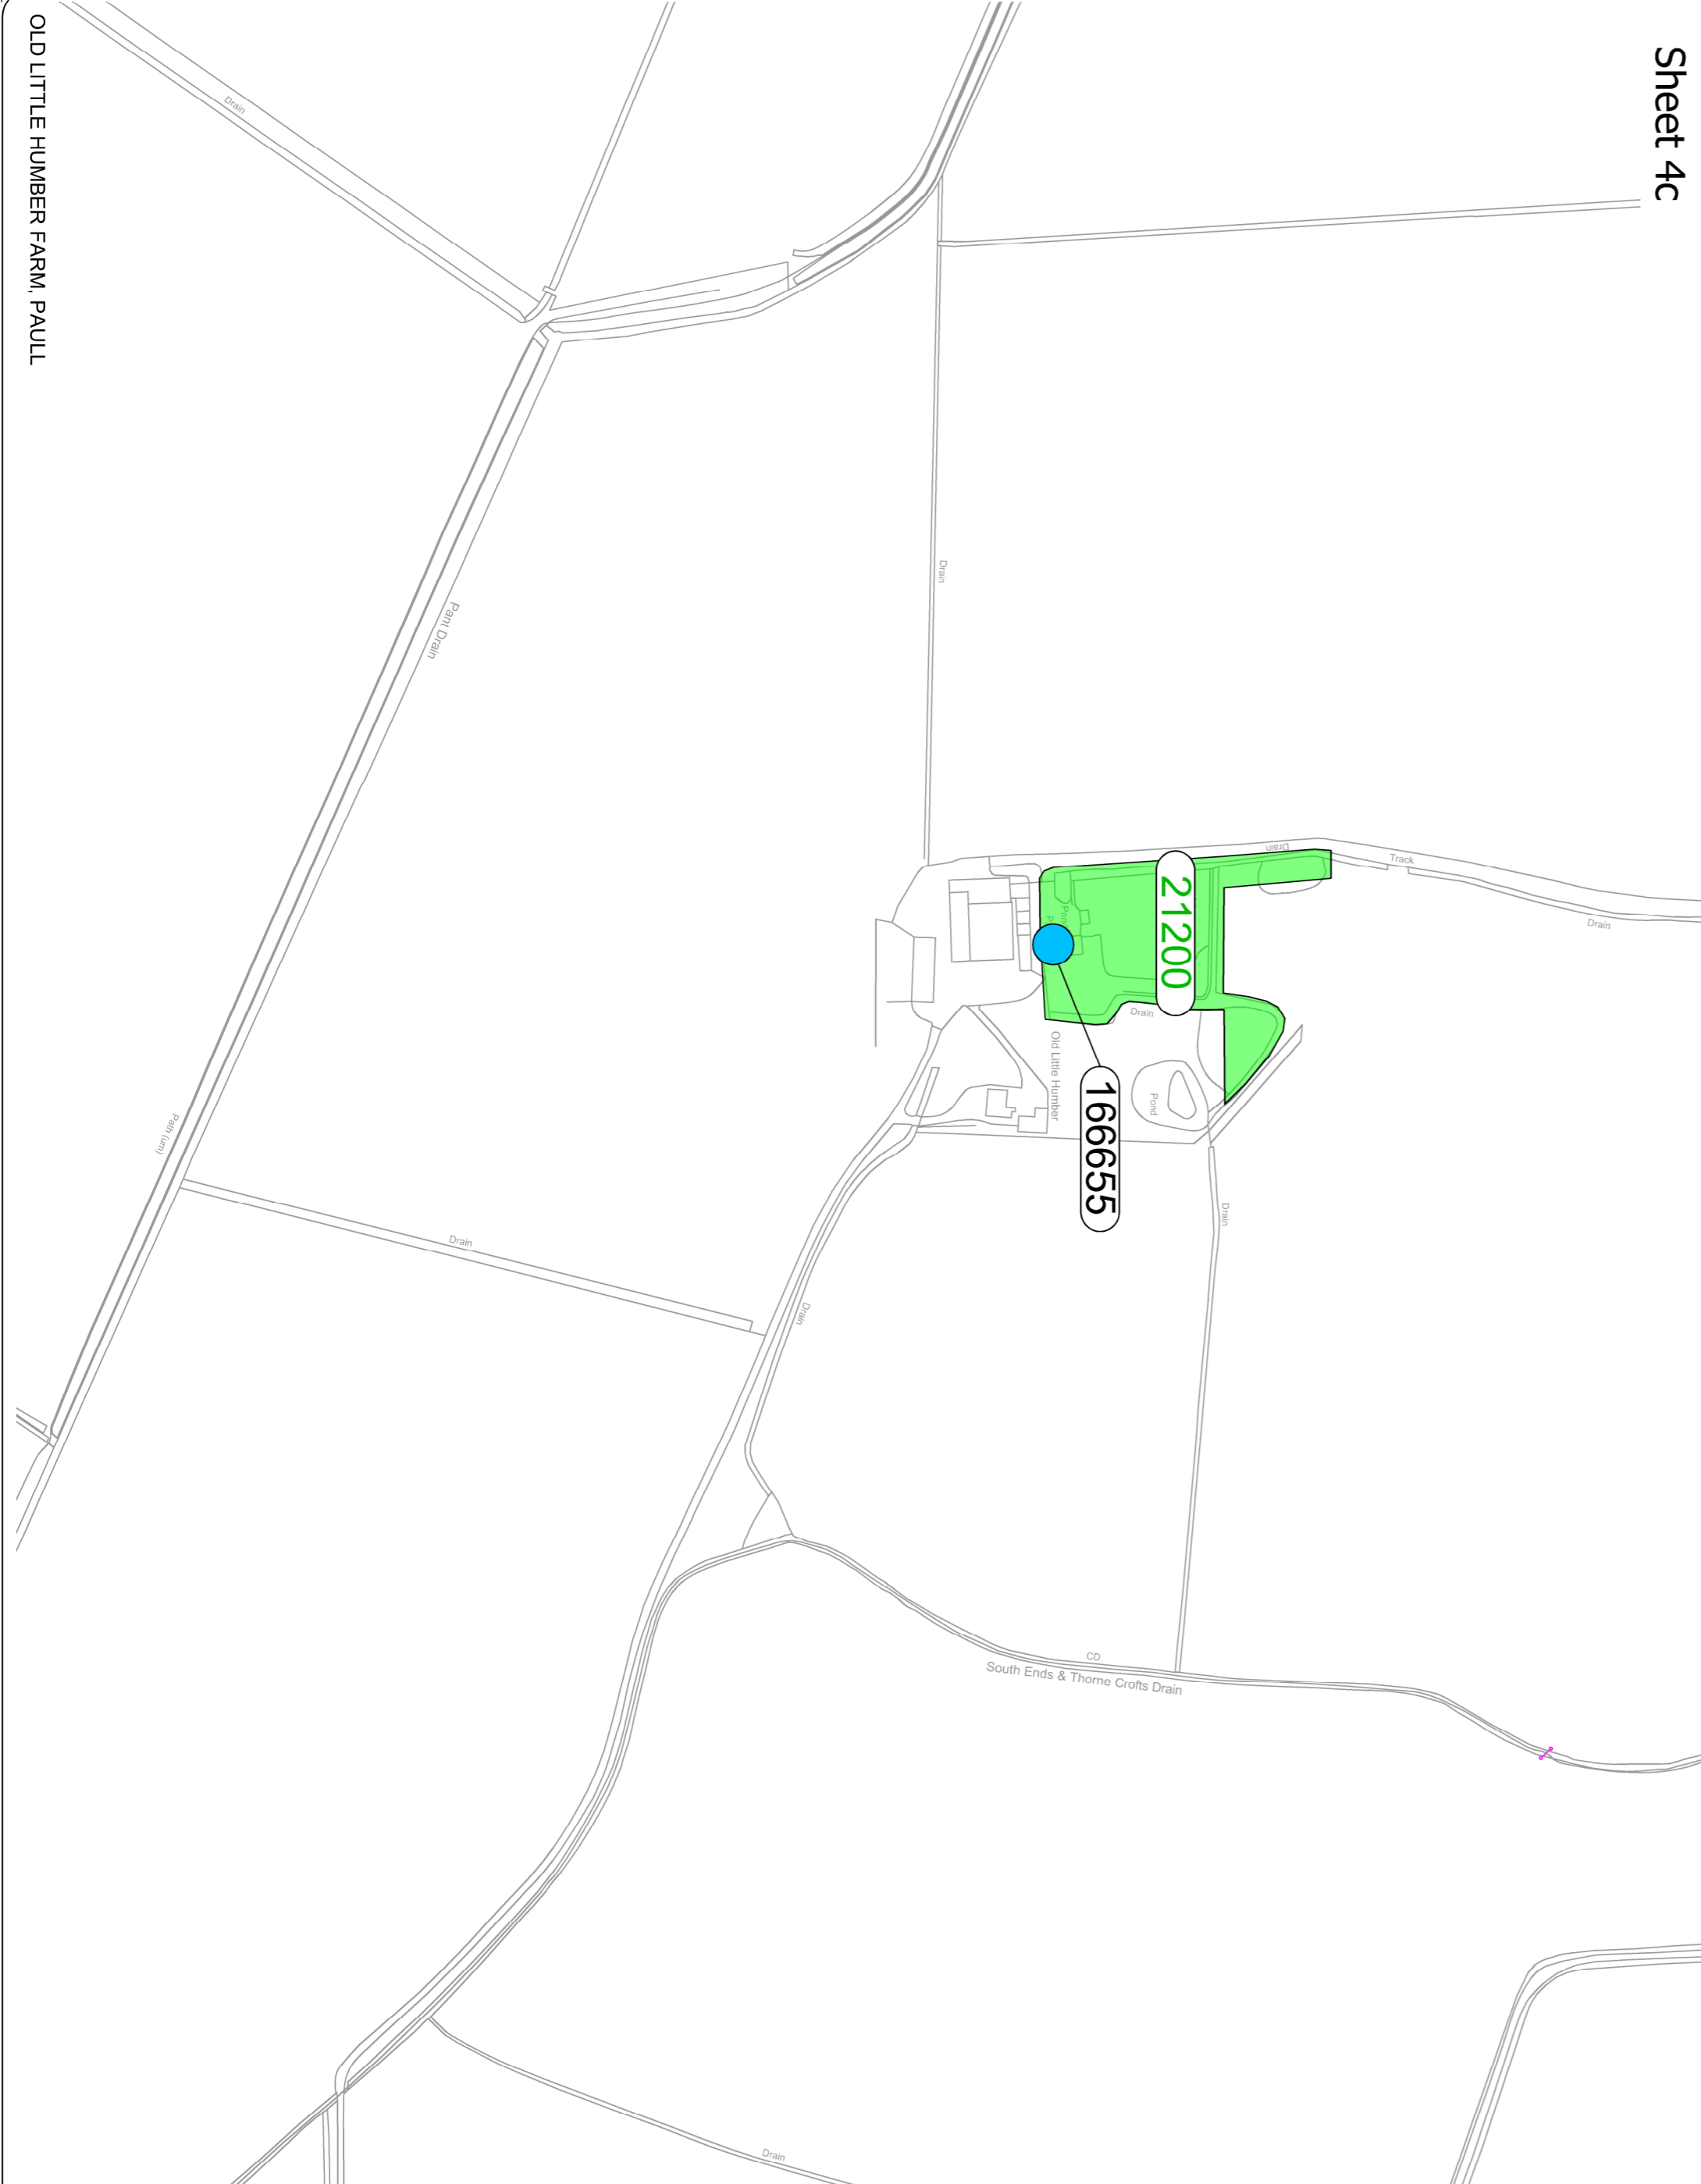 Sheet 4c
Drain
Track
Drain
Drain
21200
Pond
Drain
Old Little Humber
Pond
166655
Drain
Drain
Drain
Pant Drain
Path (um)
Drain
Drain
CD
South Ends & Thorne Crofts Drain
Drain
OLD LITTLE HUMBER FARM, PAULL